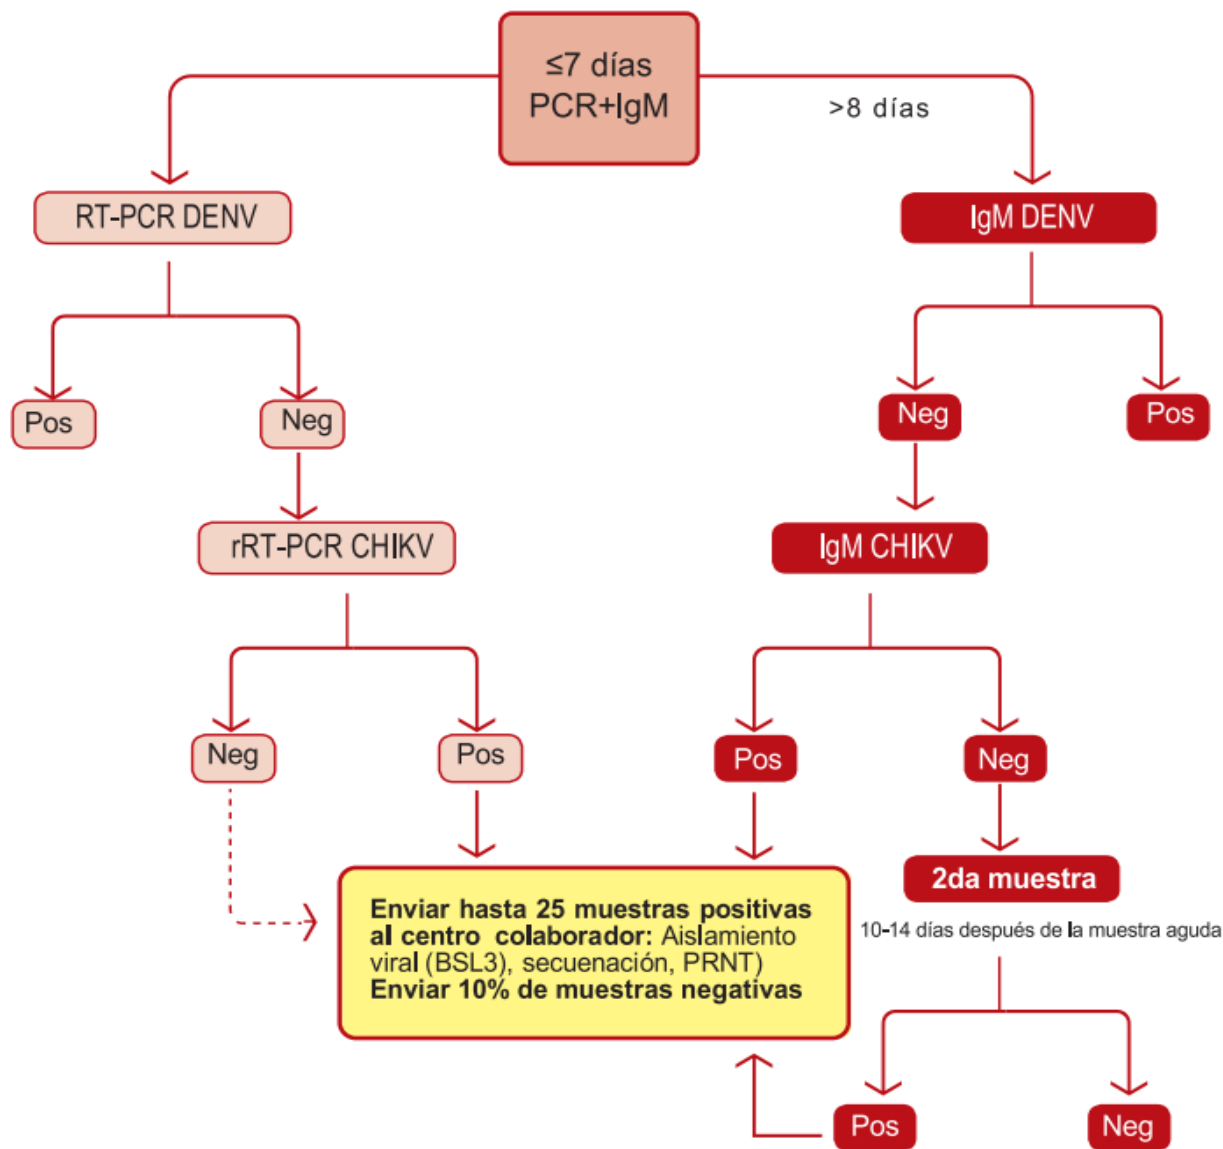 ≤7 días
PCR+IgM
>8 días
RT-PCR DENV
IgM DENV
Pos
Neg
Neg
Pos
rRT-PCR CHIKV
IgM CHIKV
Neg
Pos
Pos
Neg
2da muestra
10-14 días después de la muestra aguda
Enviar hasta 25 muestras positivas
al centro colaborador: Aislamiento
viral (BSL3), secuenación, PRNT)
Enviar 10% de muestras negativas
Pos
Neg